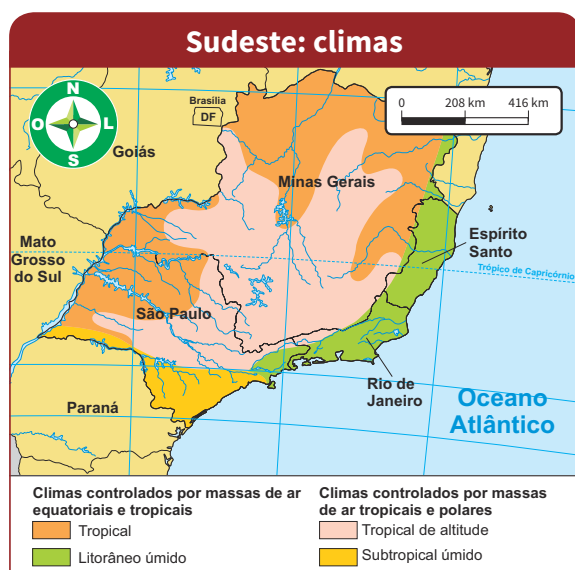 Sudeste: climas
N
O
L
S
Brasília
DF
0 208 km 416 km
Goiás
Minas Gerais
Mato
Grosso
do Sul
Espírito
Santo
Trópico de Capricórnio
São Paulo
Rio de
Janeiro
Paraná
Oceano
Atlântico
Climas controlados por massas de ar
equatoriais e tropicais
Tropical
Litorâneo úmido
Climas controlados por massas
de ar tropicais e polares
Tropical de altitude
Subtropical úmido